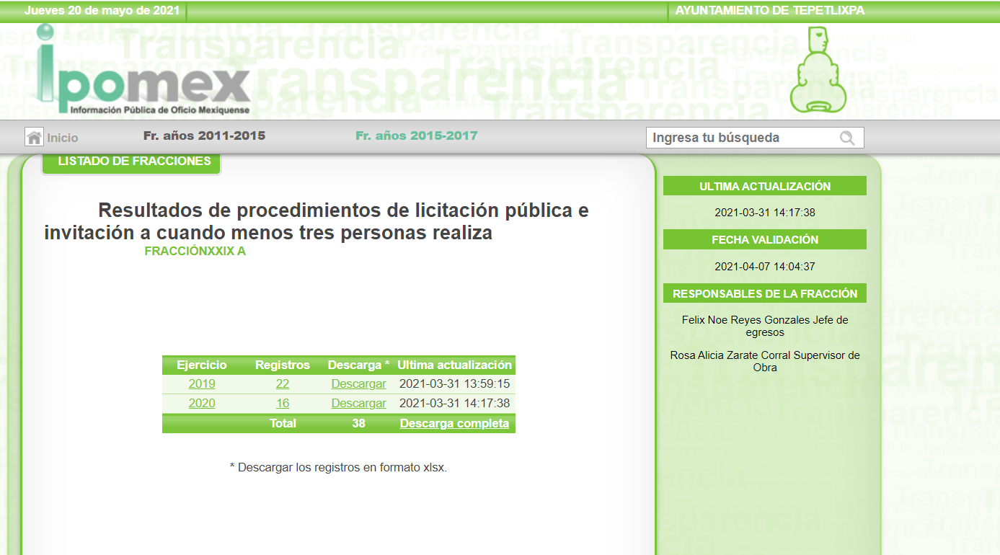 Jueves 20 de mayo de 2021
AYUNTAMIENTO DE TEPETLIXPA
ipomex
Información Pública de Oficio Mexiquense
Inicio
Fr. años 2011-2015
Fr. años 2015-2017
Ingresa tu búsqueda
LISTADO DE FRACCIONES
Resultados de procedimientos de licitación pública e
invitación a cuando menos tres personas realiza
FRACCIÓNXXIX A
Ejercicio Registros Descarga * Ultima actualización
2019 22 Descargar 2021-03-31 13:59:15
2020 16 Descargar 2021-03-31 14:17:38
Total 38 Descarga completa
* Descargar los registros en formato xlsx.
ULTIMA ACTUALIZACIÓN
2021-03-31 14:17:38
FECHA VALIDACIÓN
2021-04-07 14:04:37
RESPONSABLES DE LA FRACCIÓN
Felix Noe Reyes Gonzales Jefe de
egresos
Rosa Alicia Zarate Corral Supervisor de
Obra